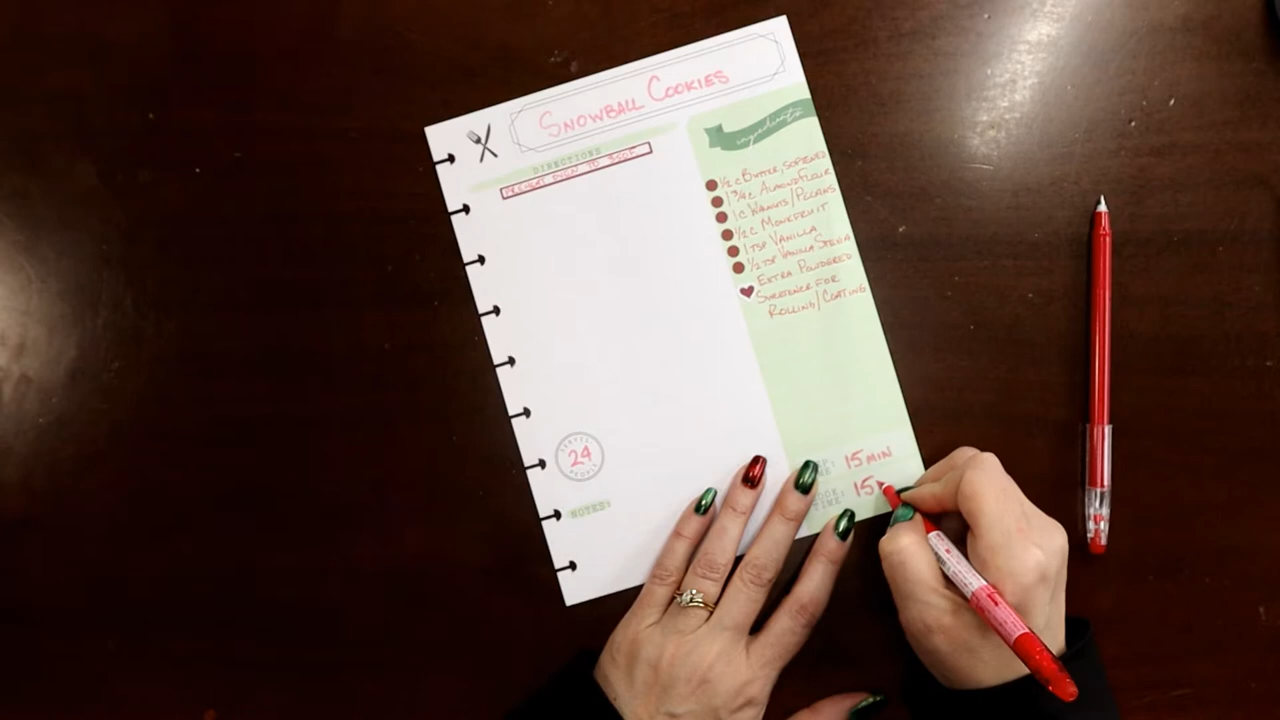 SNOWBALL COOKIES
DIRECTIONS
PREHEAT OVEN TO 350F
ingredients
1/2 c BUTTER, SOFTENED
1 3/4 c ALMOND FLOUR
1 c WALNUTS/PECANS
1/2 c MONKFRUIT
1 TSP VANILLA
1/2 TSP VANILLA STEVIA
EXTRA POWDERED
SWEETENER FOR
ROLLING/COATING
SERVES:
24
PEOPLE
NOTES:
15 MIN
TIME:
15